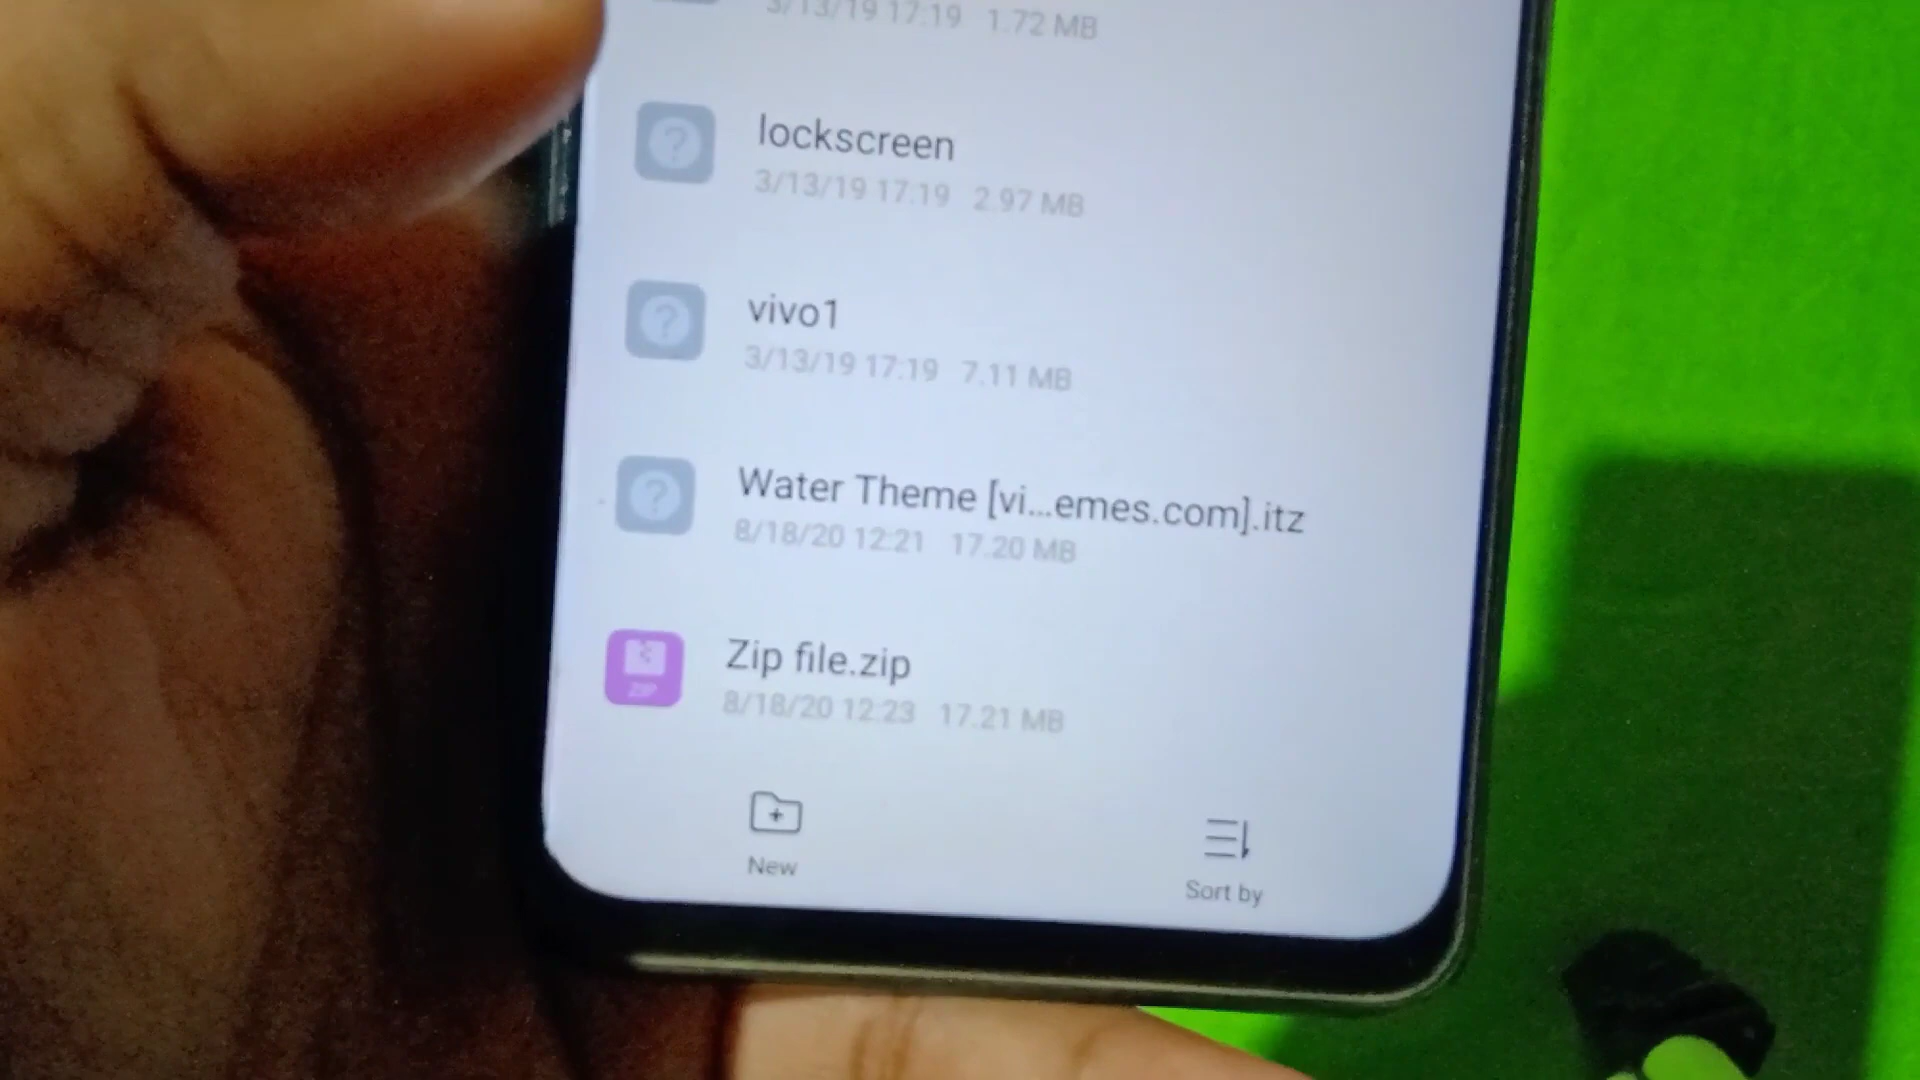 3/13/19 17:19 1.72 MB
lockscreen
3/13/19 17:19 2.97 MB
vivo1
3/13/19 17:19 7.11 MB
Water Theme [vi...emes.com].itz
8/18/20 12:21 17.20 MB
Zip file.zip
8/18/20 12:23 17.21 MB
ZIP
New
Sort by